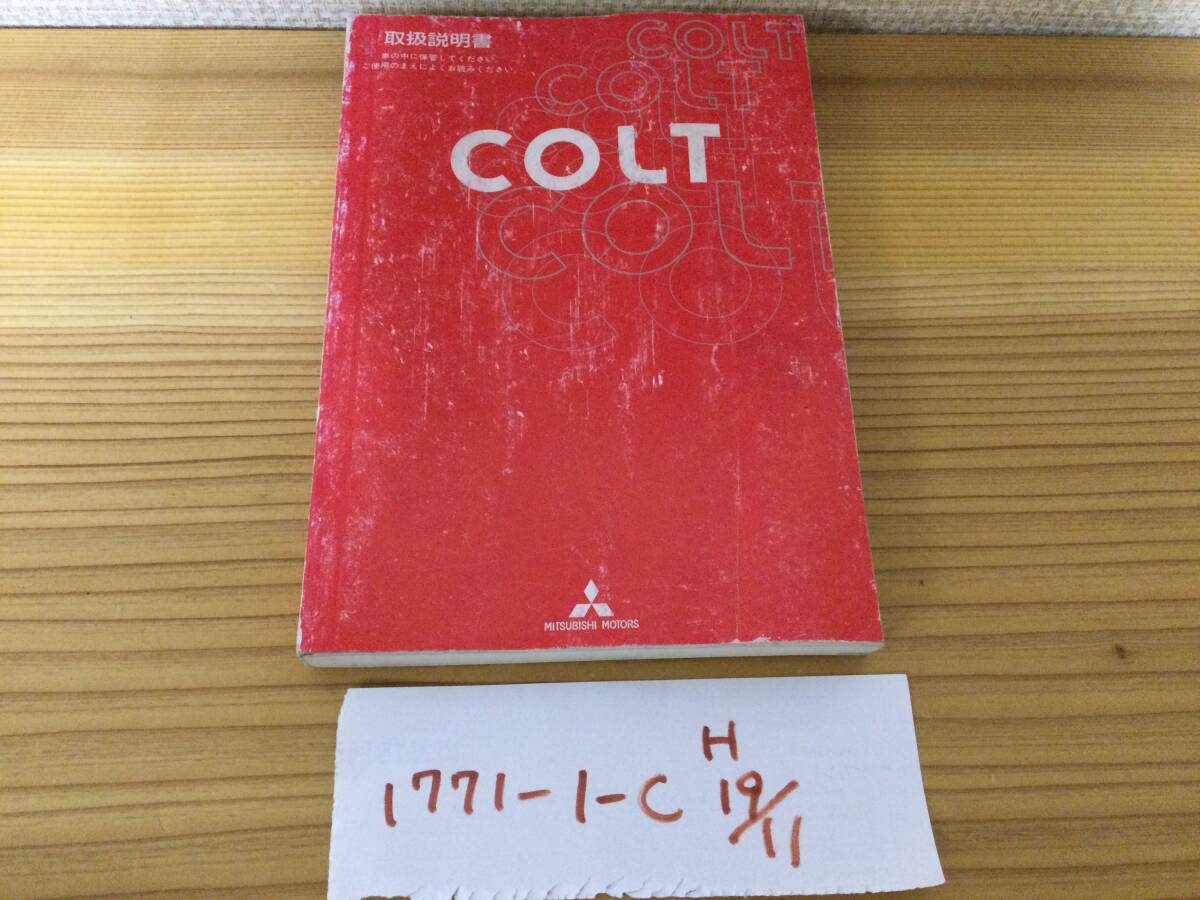 取扱説明書
車の中に保管してください。
ご使用のまえによくお読みください。
COLT
COLT
COLT
COLT
CO
MITSUBISHI MOTORS
H
1771-1-C 19/11